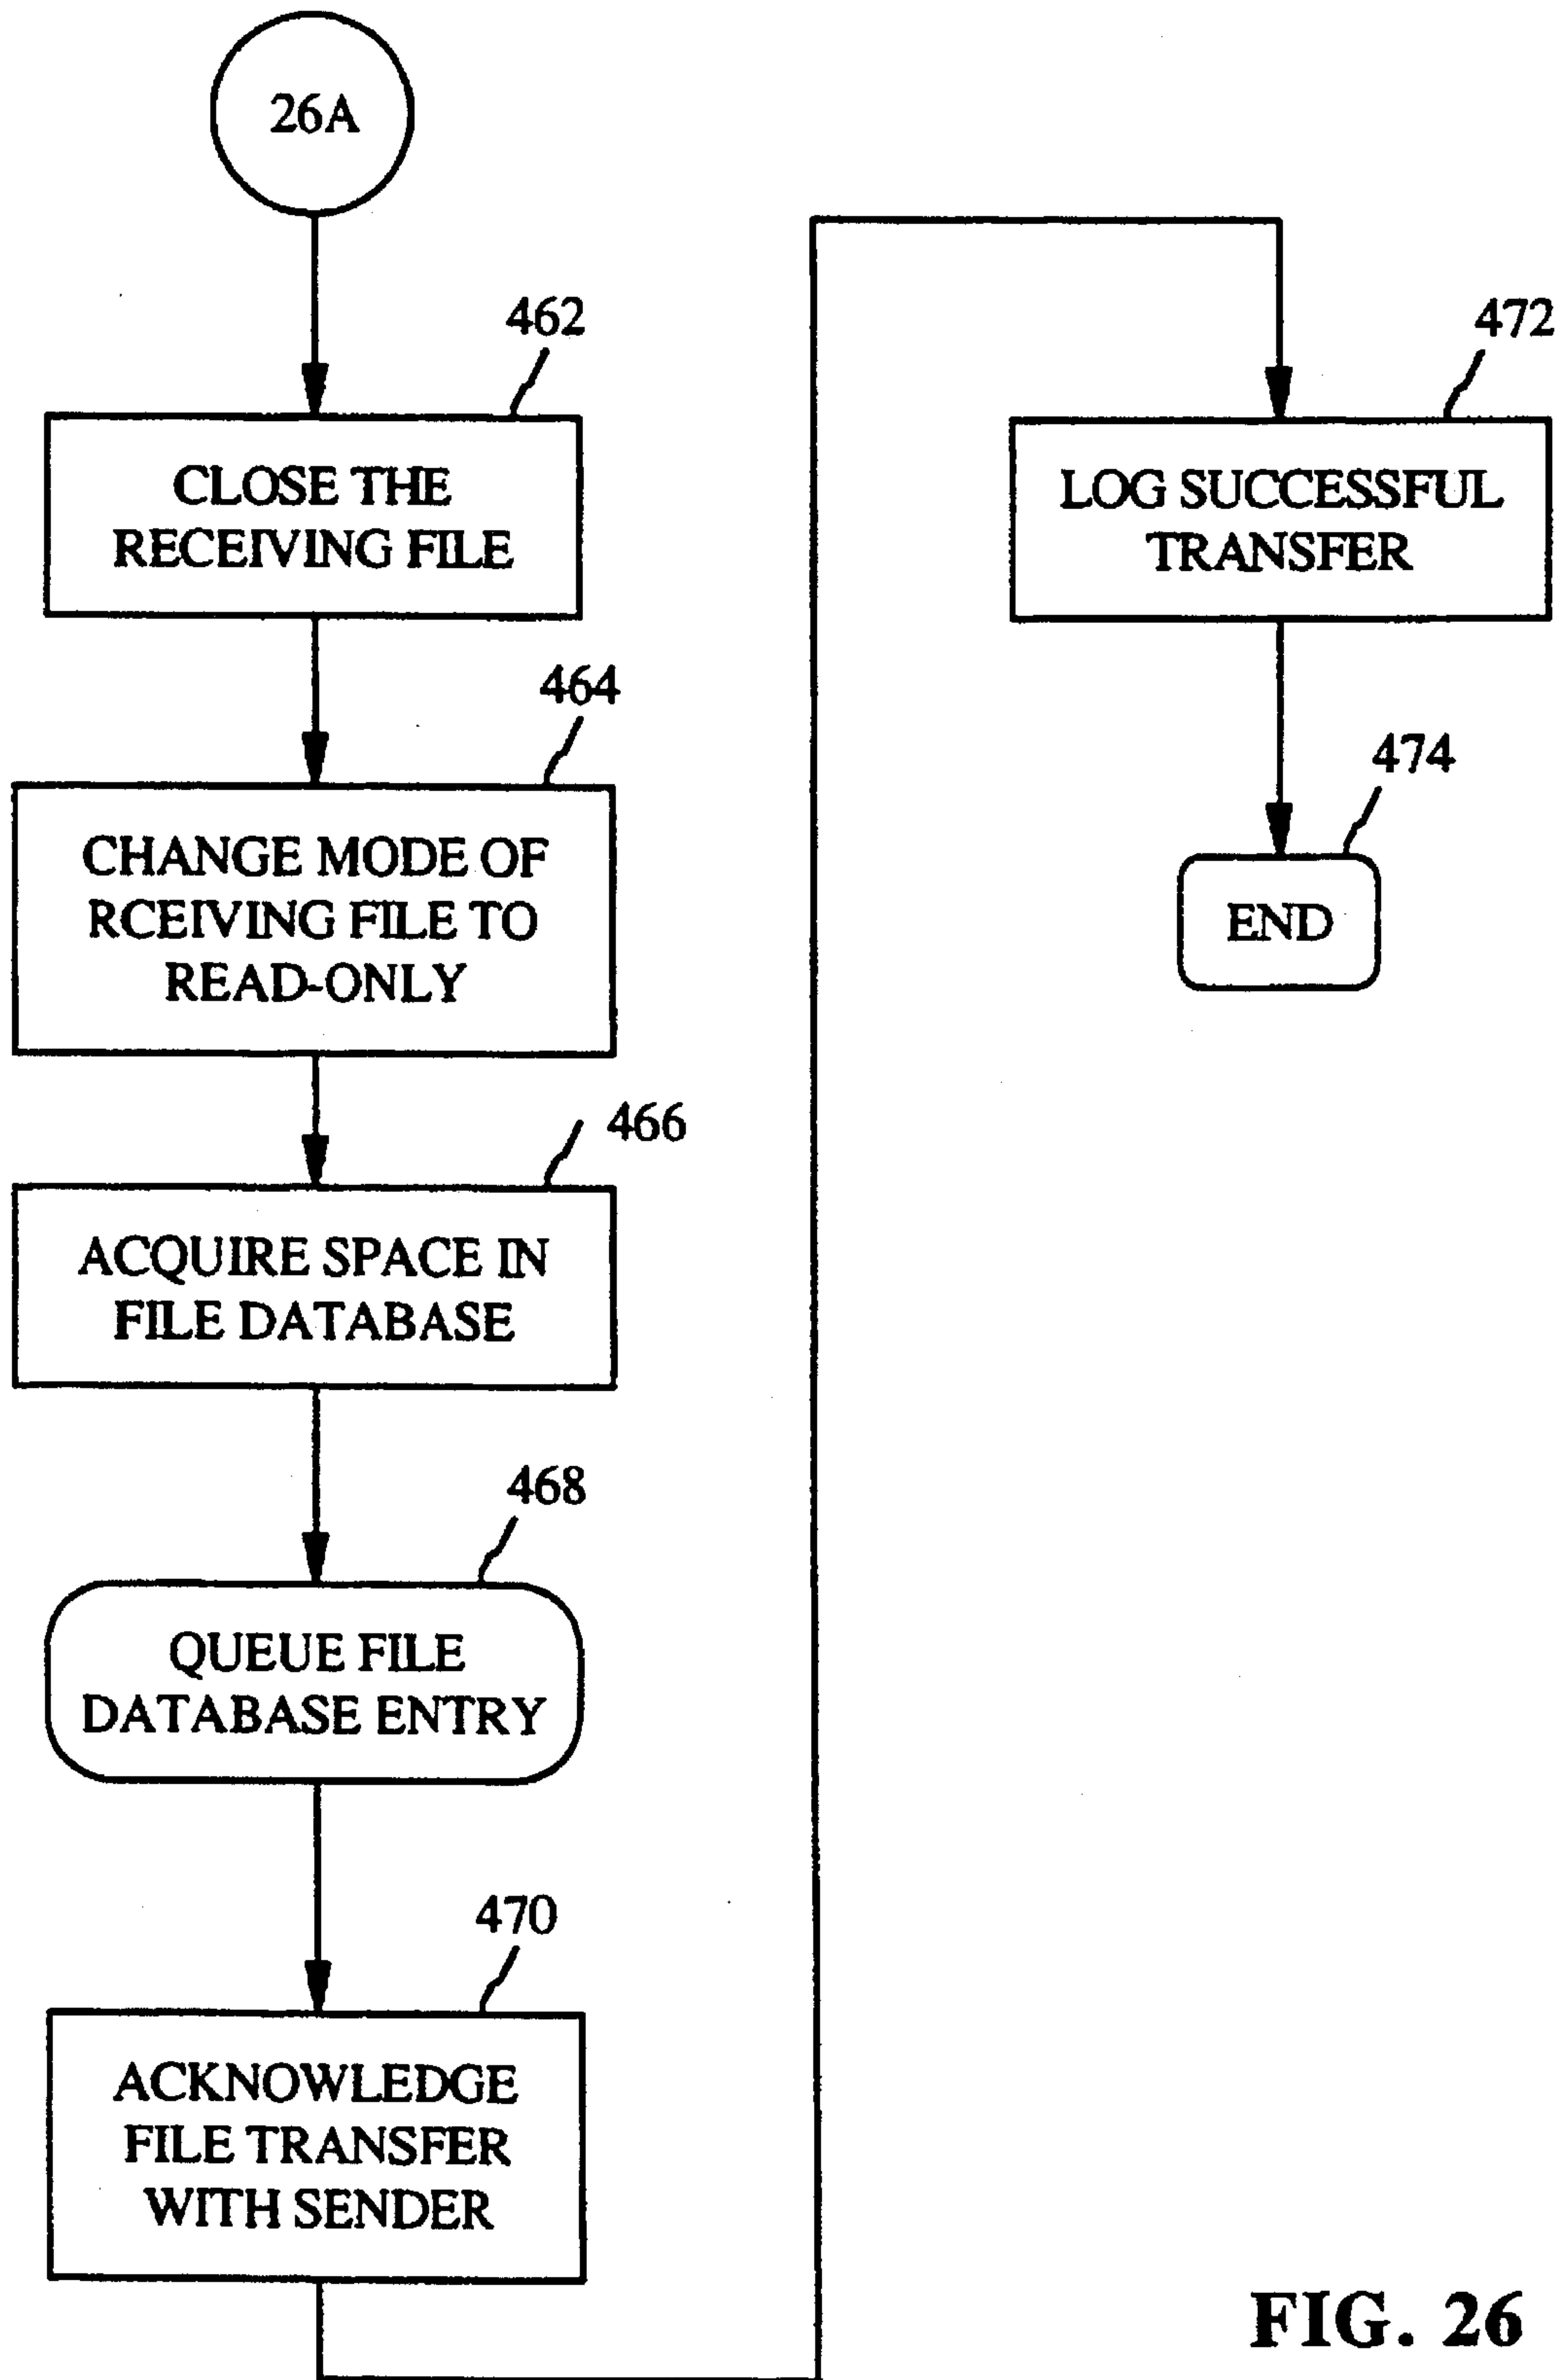 26A
462
CLOSE THE
RECEIVING FILE
464
CHANGE MODE OF
RCEIVING FILE TO
READ-ONLY
466
ACQUIRE SPACE IN
FILE DATABASE
468
QUEUE FILE
DATABASE ENTRY
470
ACKNOWLEDGE
FILE TRANSFER
WITH SENDER
472
LOG SUCCESSFUL
TRANSFER
474
END
FIG. 26